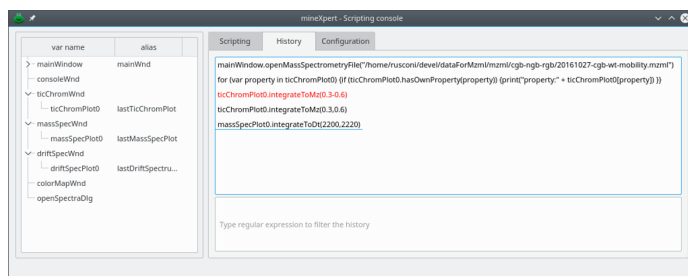 mineXpert - Scripting console
var name alias
mainWindow mainWnd
consoleWnd
ticChromWnd
ticChromPlot0 lastTicChromPlot
massSpecWnd
massSpecPlot0 lastMassSpecPlot
driftSpecWnd
driftSpecPlot0 lastDriftSpectru...
colorMapWnd
openSpectraDlg
Scripting History Configuration
mainWindow.openMassSpectrometryFile("/home/rusconi/devel/dataForMzml/mzml/cgb-ngb-rgb/20161027-cgb-wt-mobility.mzml")
for (var property in ticChromPlot0) {if (ticChromPlot0.hasOwnProperty(property)) {print("property:" + ticChromPlot0[property]) }}
ticChromPlot0.integrateToMz(0.3-0.6)
ticChromPlot0.integrateToMz(0.3,0.6)
massSpecPlot0.integrateToDt(2200,2220)
Type regular expression to filter the history